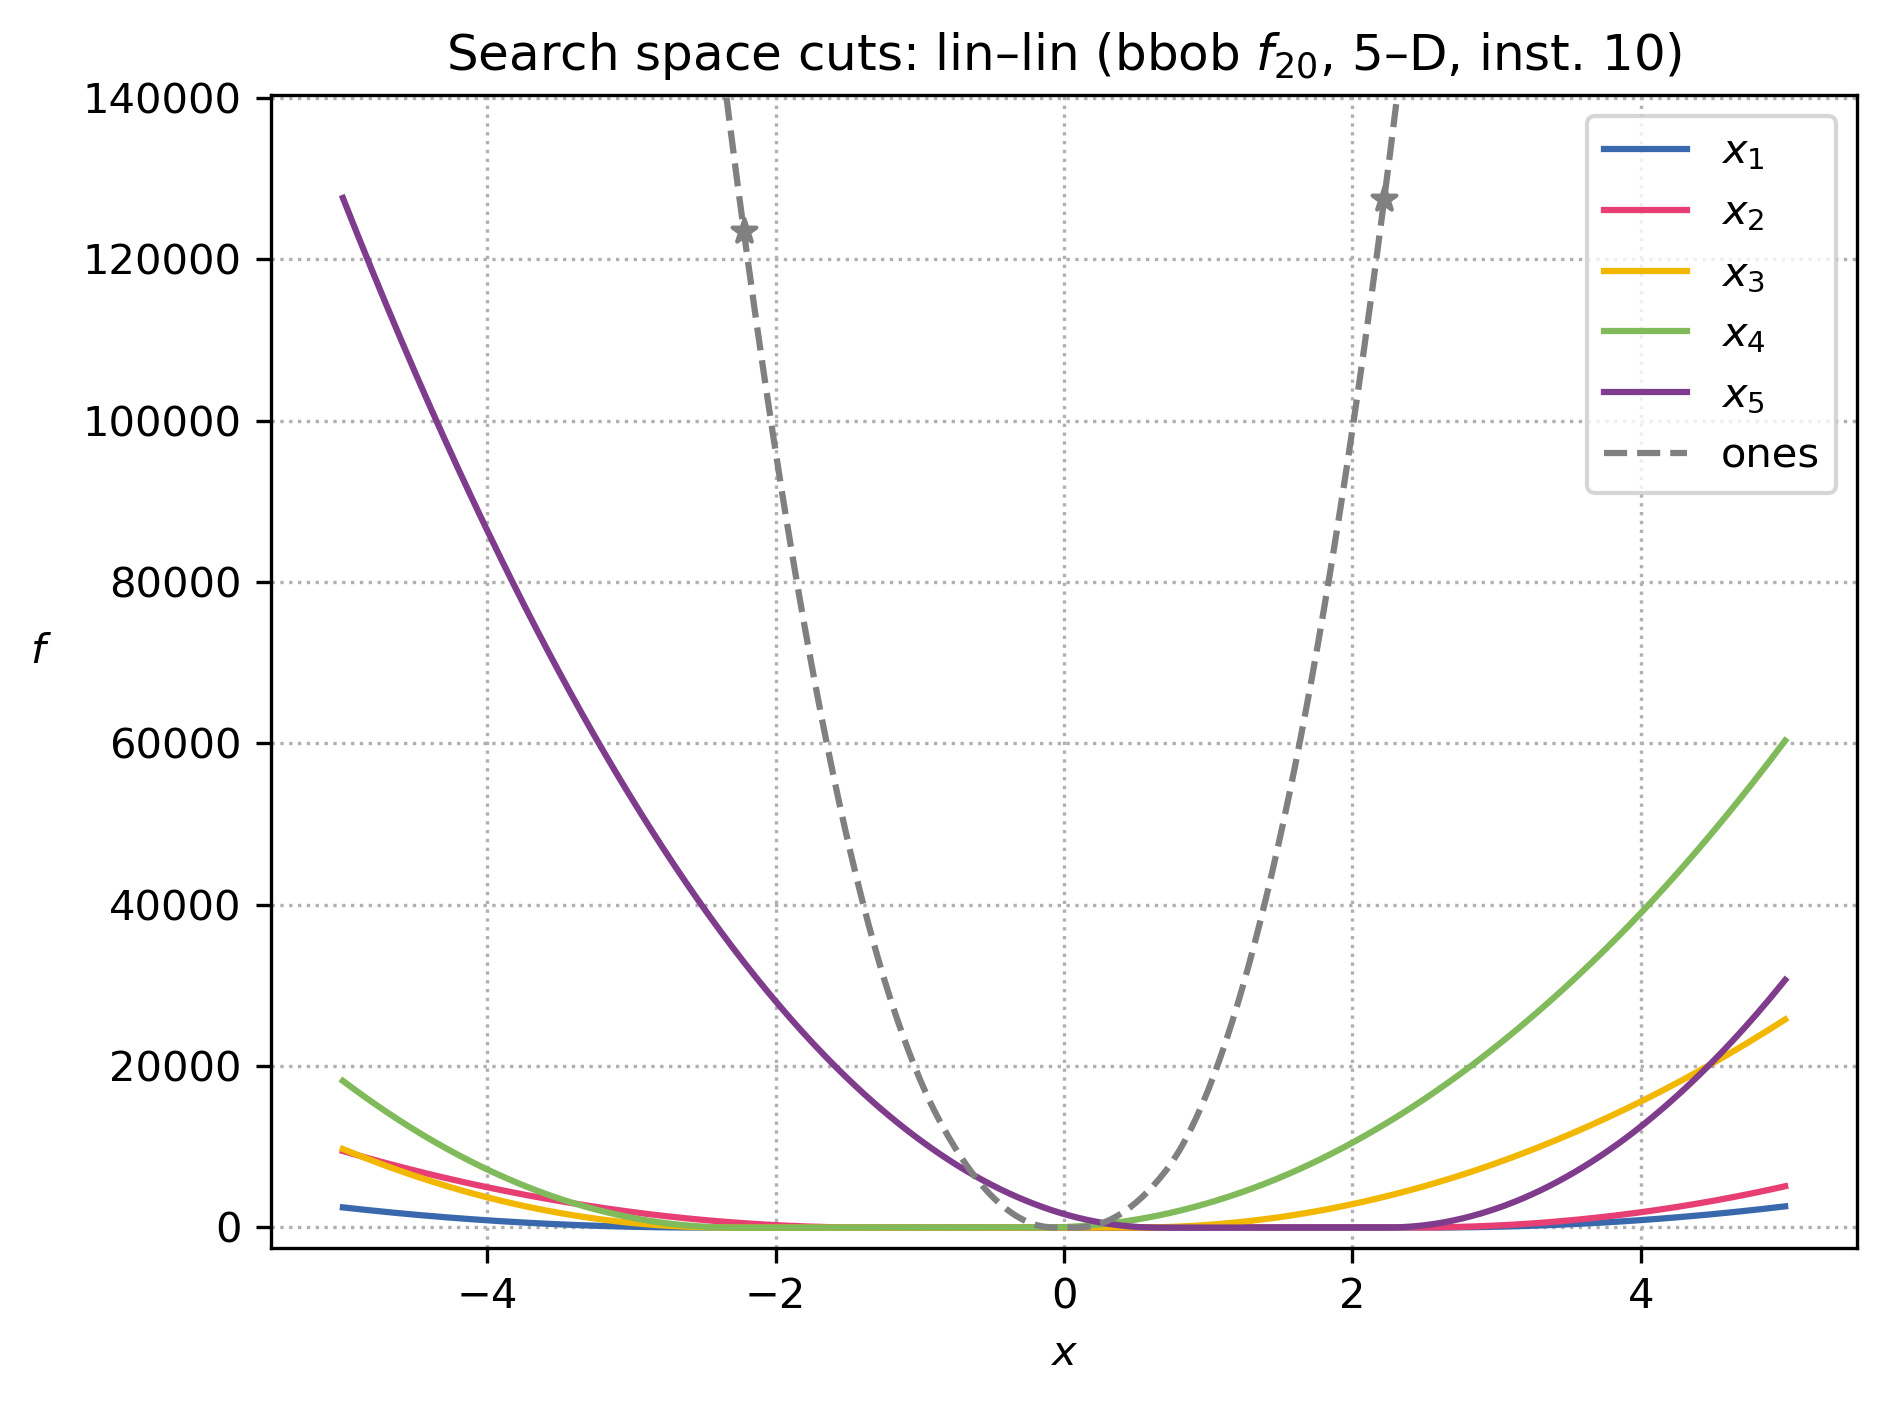 Search space cuts: lin–lin (bbob f₂₀, 5–D, inst. 10)
140000
120000
100000
80000
60000
40000
20000
0
f
−4
−2
0
2
4
x
x₁
x₂
x₃
x₄
x₅
ones